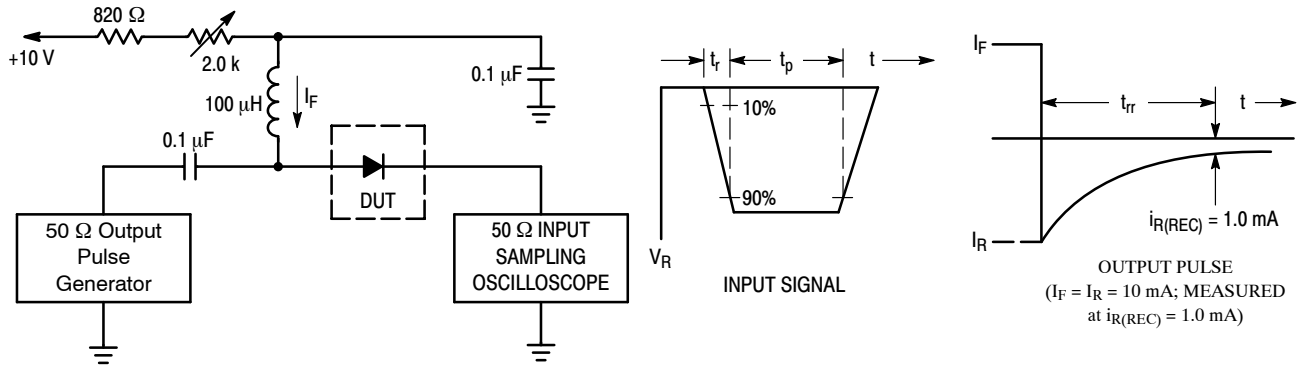 820 Ω
+10 V
2.0 k
100 μH
I_F
0.1 μF
0.1 μF
DUT
50 Ω Output
Pulse
Generator
50 Ω INPUT
SAMPLING
OSCILLOSCOPE
t_r
t_p
t
10%
90%
V_R
INPUT SIGNAL
I_F
t_rr
t
I_R
i_R(REC) = 1.0 mA
OUTPUT PULSE
(I_F = I_R = 10 mA; MEASURED
at i_R(REC) = 1.0 mA)